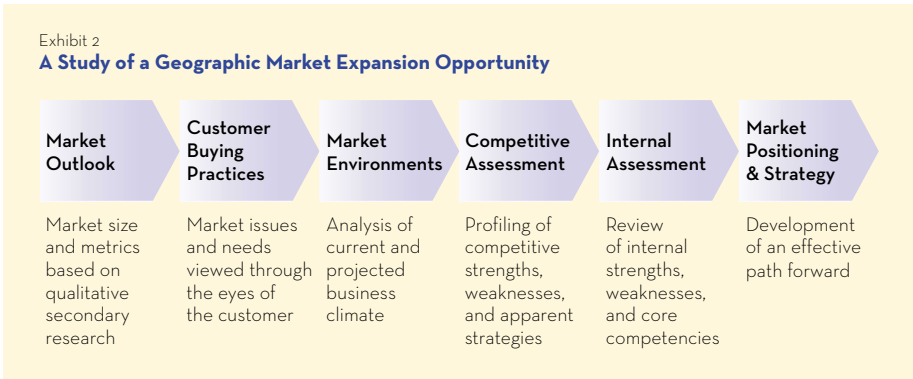 Exhibit 2
A Study of a Geographic Market Expansion Opportunity
Market
Outlook
Market size
and metrics
based on
qualitative
secondary
research
Customer
Buying
Practices
Market issues
and needs
viewed through
the eyes of
the customer
Market
Environments
Analysis of
current and
projected
business
climate
Competitive
Assessment
Profiling of
competitive
strengths,
weaknesses,
and apparent
strategies
Internal
Assessment
Review
of internal
strengths,
weaknesses,
and core
competencies
Market
Positioning
& Strategy
Development
of an effective
path forward